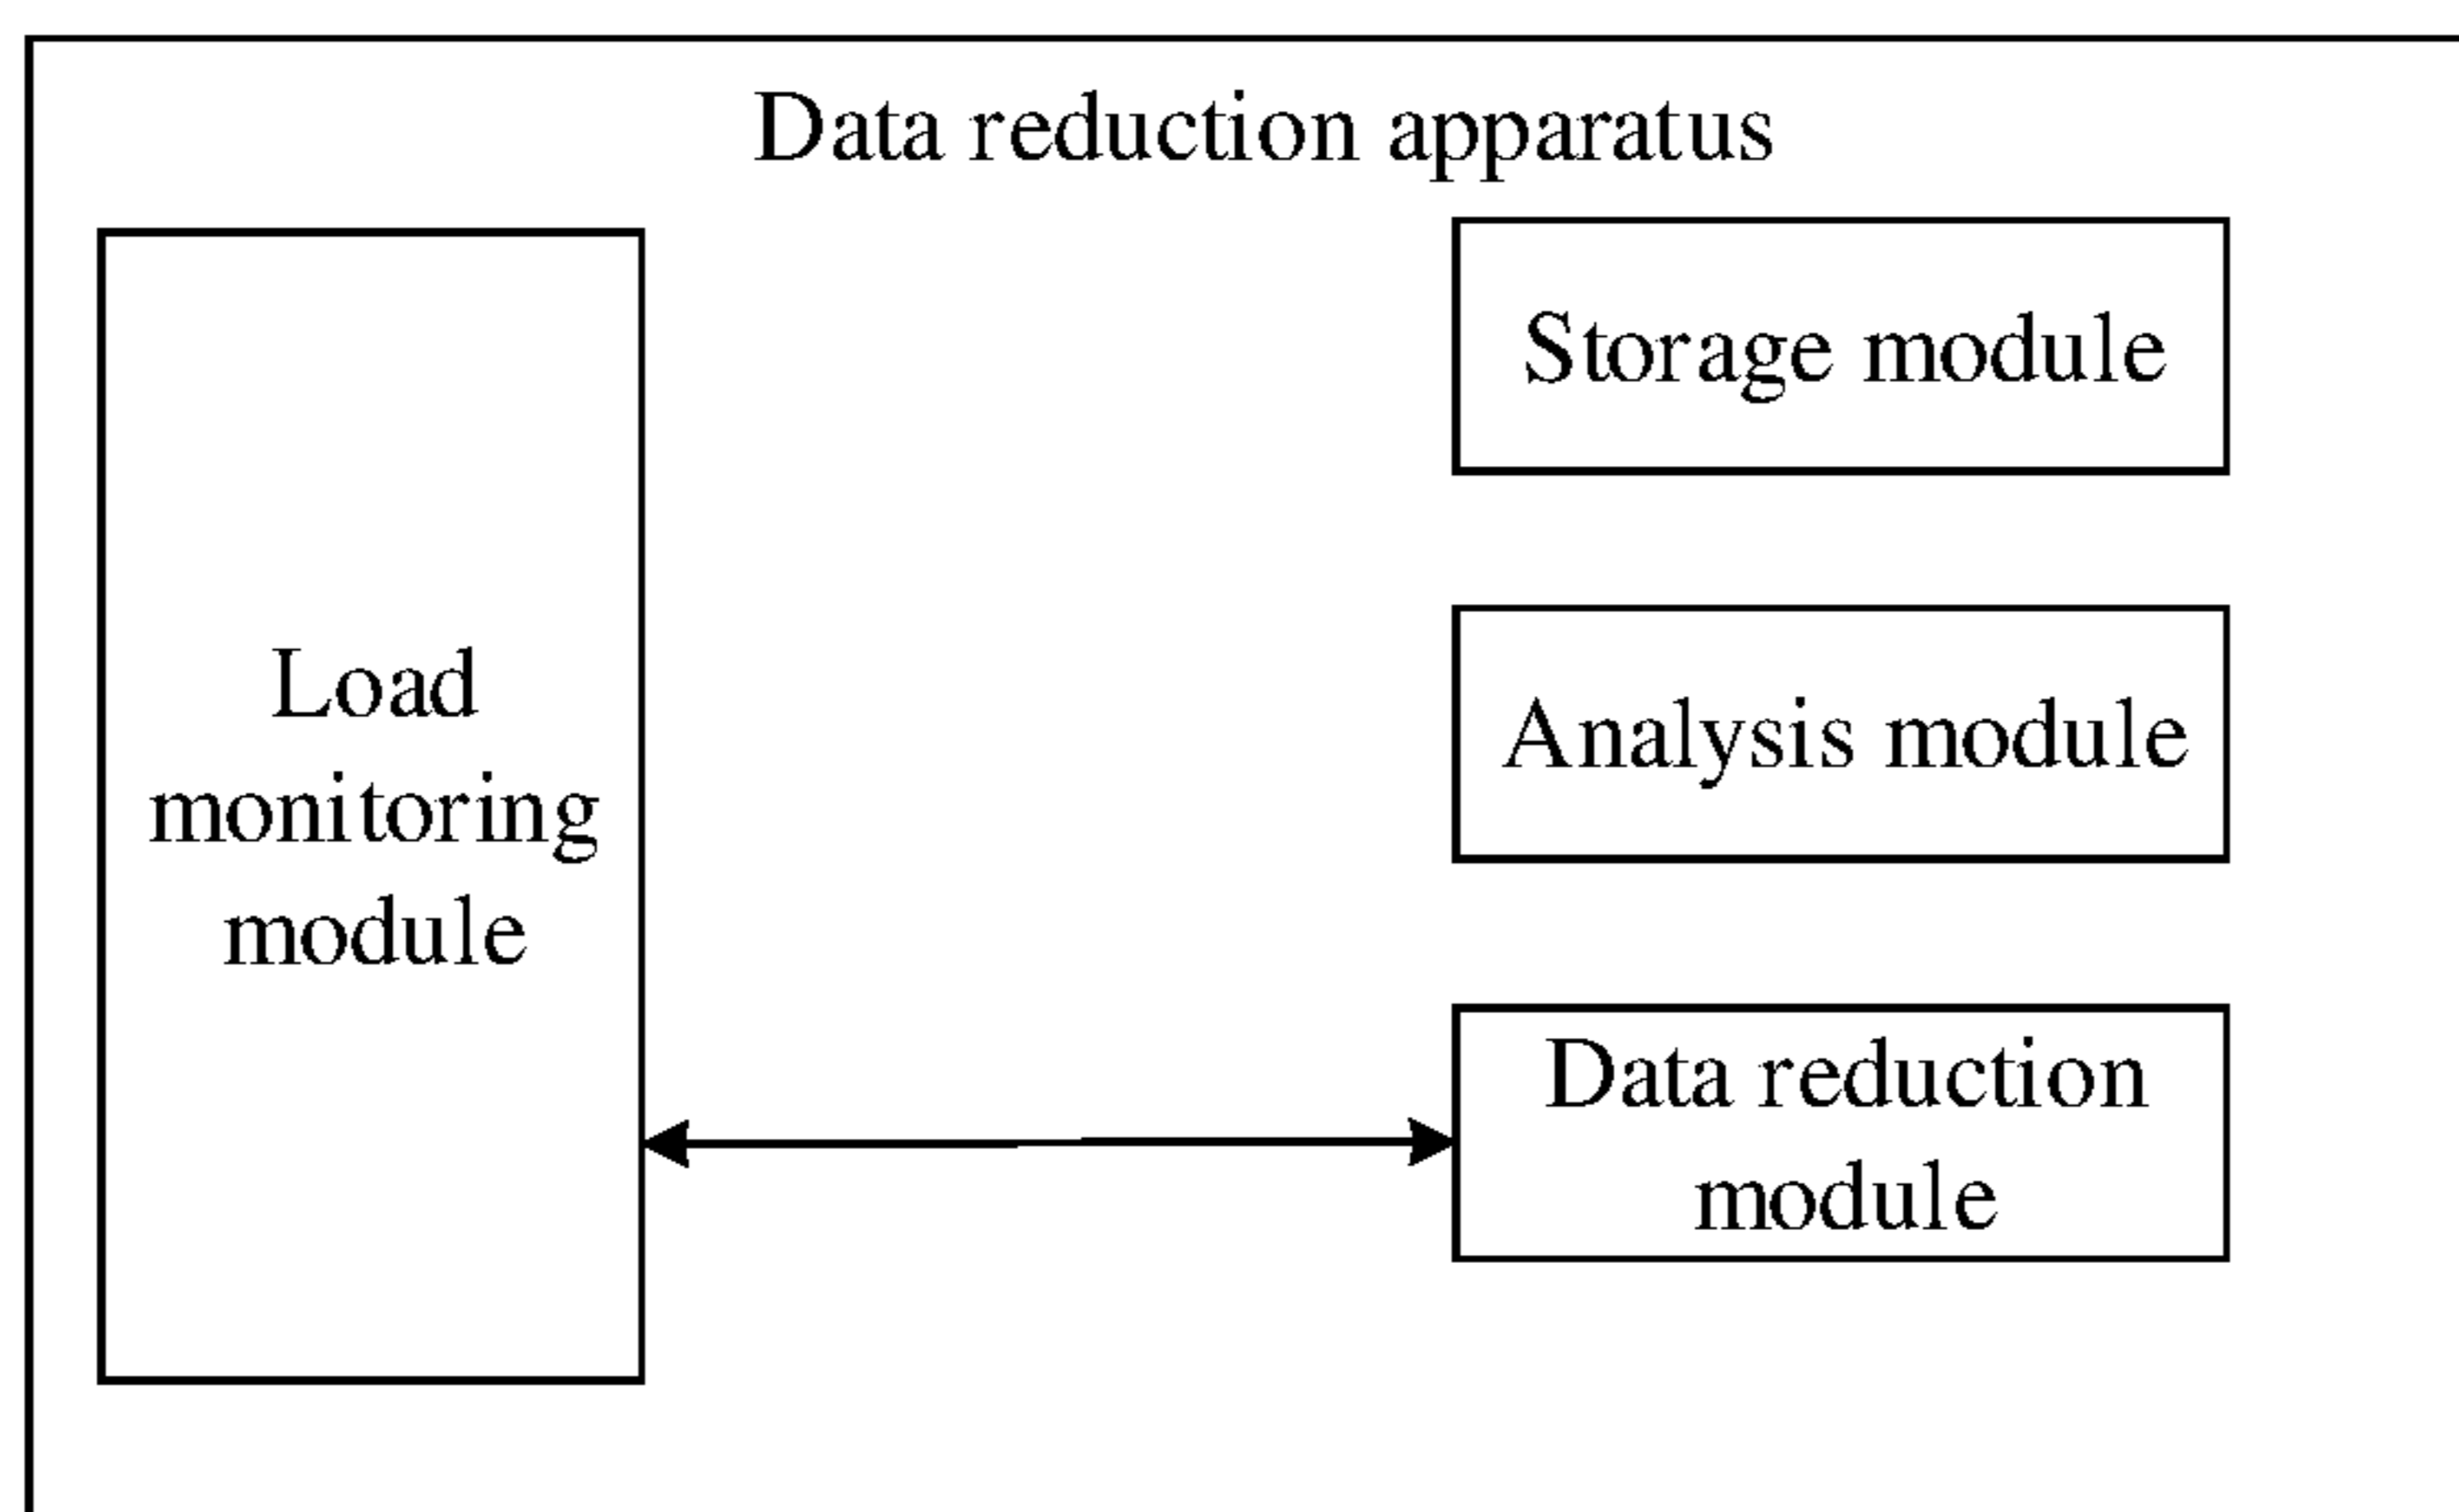 Data reduction apparatus
Load
monitoring
module
Storage module
Analysis module
Data reduction
module